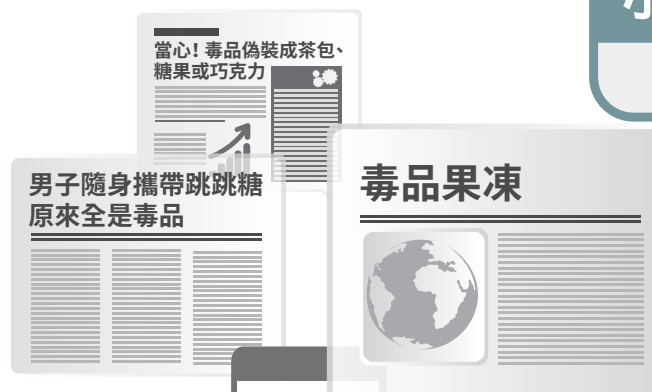 當心！毒品偽裝成茶包、
糖果或巧克力
男子隨身攜帶跳跳糖
原來全是毒品
毒品果凍